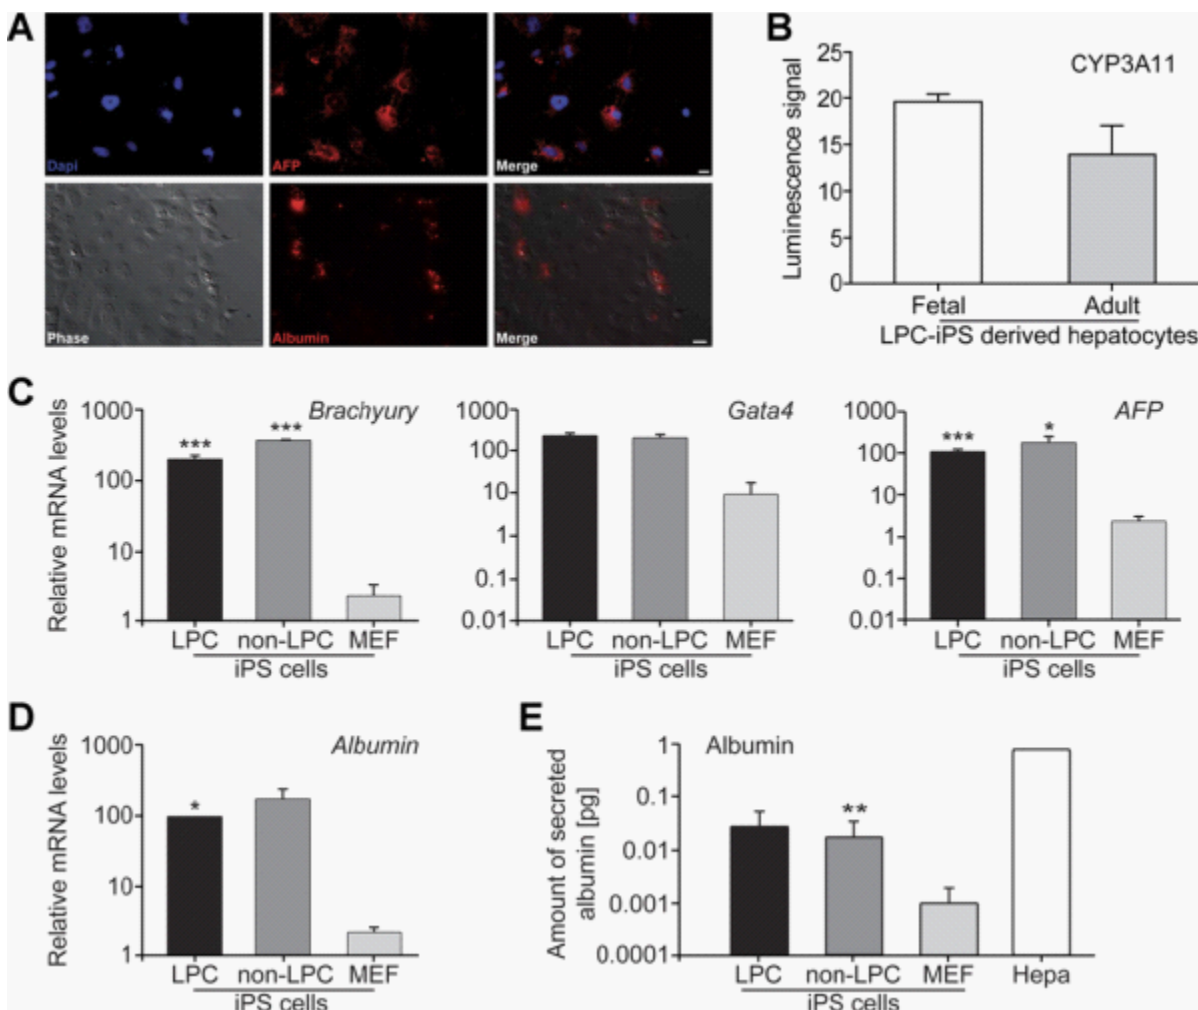 A
Dapi
AFP
Merge
Phase
Albumin
Merge
B
CYP3A11
Luminescence signal
25
20
15
10
5
0
Fetal
Adult
LPC-iPS derived hepatocytes
C
Relative mRNA levels
Brachyury
1000
100
10
1
***
***
LPC non-LPC MEF
iPS cells
Gata4
1000
100
10
1
0.1
0.01
LPC non-LPC MEF
iPS cells
AFP
1000
100
10
1
0.1
0.01
***
*
LPC non-LPC MEF
iPS cells
D
Relative mRNA levels
Albumin
1000
100
10
1
*
LPC non-LPC MEF
iPS cells
E
Amount of secreted
albumin [pg]
Albumin
1
0.1
0.01
0.001
0.0001
**
LPC non-LPC MEF Hepa
iPS cells